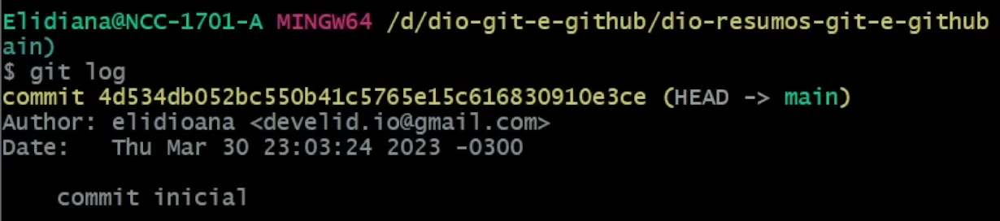 Elidiana@NCC-1701-A MINGW64 /d/dio-git-e-github/dio-resumos-git-e-github
ain)
$ git log
commit 4d534db052bc550b41c5765e15c616830910e3ce (HEAD -> main)
Author: elidioana <develid.io@gmail.com>
Date:   Thu Mar 30 23:03:24 2023 -0300
    commit inicial